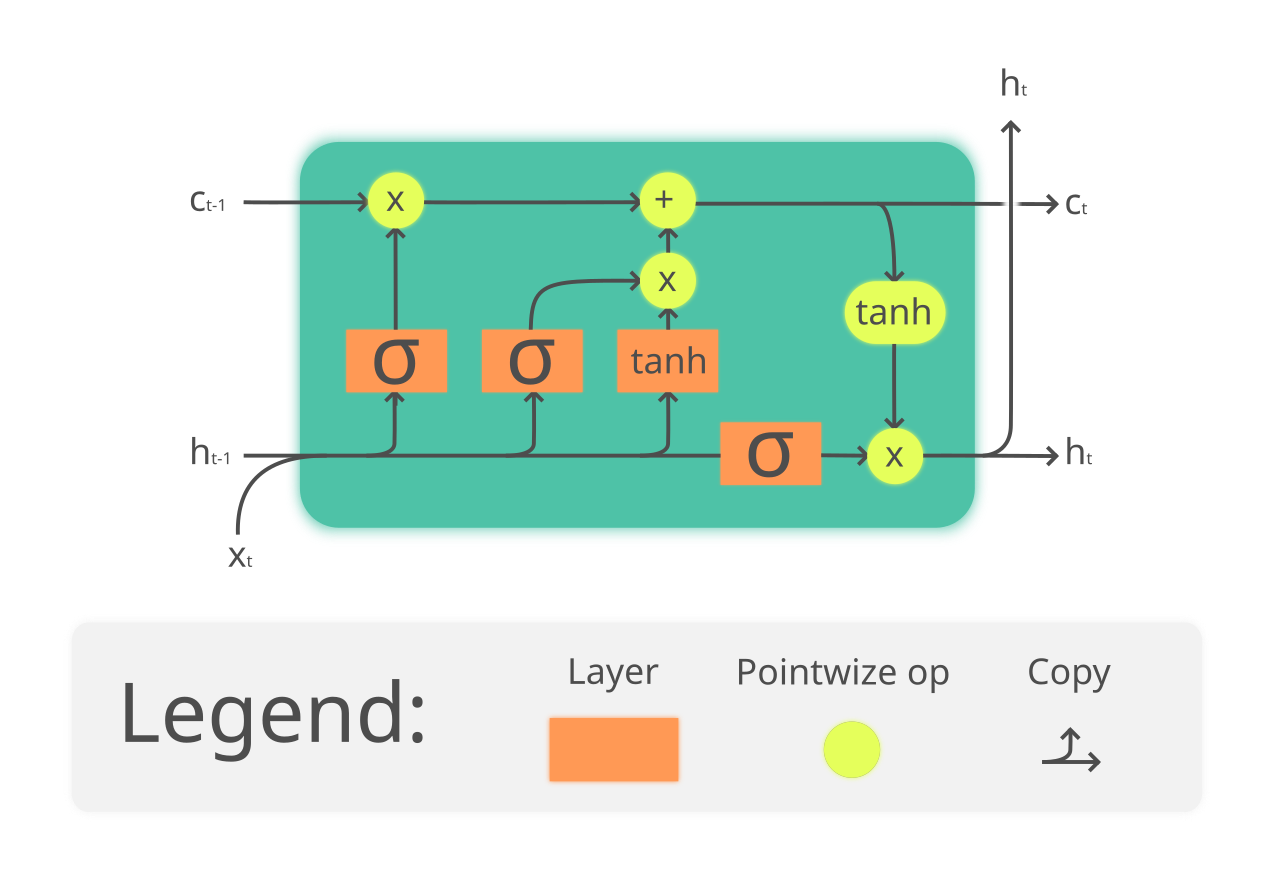 hₜ
cₜ₋₁
x
+
cₜ
x
tanh
σ
σ
tanh
hₜ₋₁
σ
x
hₜ
xₜ
Legend:
Layer
Pointwize op
Copy